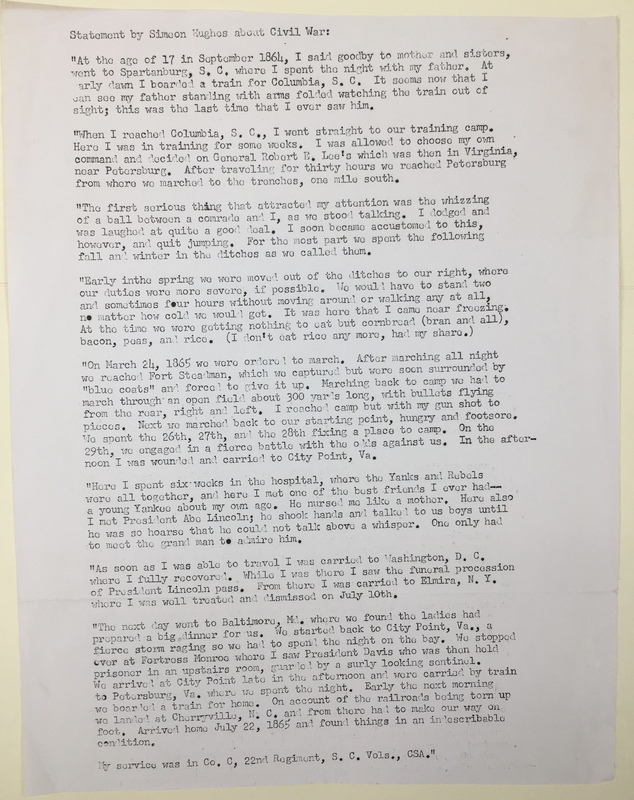 Statement by Simeon Hughes about Civil War:
"At the age of 17 in September 1864, I said goodby to mother and sisters,
went to Spartanburg, S. C. where I spent the night with my father. At
arly dawn I boarded a train for Columbia, S. C. It seems now that I
can see my father standing with arms folded watching the train out of
sight; this was the last time that I ever saw him.
"When I reached Columbia, S. C., I went straight to our training camp.
Here I was in training for some weeks. I was allowed to choose my own
command and decided on General Robert E. Lee's which was then in Virginia,
near Petersburg. After traveling for thirty hours we reached Petersburg
from where we marched to the trenches, one mile south.
"The first serious thing that attracted my attention was the whizzing
of a ball between a comrade and I, as we stood talking. I dodged and
was laughed at quite a good deal. I soon became accustomed to this,
however, and quit jumping. For the most part we spent the following
fall and winter in the ditches as we called them.
"Early inthe spring we were moved out of the ditches to our right, where
our duties were more severe, if possible. We would have to stand two
and sometimes four hours without moving around or walking any at all,
no matter how cold we would get. It was here that I came near freezing.
At the time we were getting nothing to eat but cornbread (bran and all),
bacon, peas, and rice. (I don't eat rice any more, had my share.)
"On March 24, 1865 we were ordered to march. After marching all night
we reached Fort Steadman, which we captured but were soon surrounded by
"blue coats" and forced to give it up. Marching back to camp we had to
march through an open field about 300 yards long, with bullets flying
from the rear, right and left. I reached camp but with my gun shot to
pieces. Next we marched back to our starting point, hungry and footsore.
We spent the 26th, 27th, and the 28th fixing a place to camp. On the
29th, we engaged in a fierce battle with the odds against us. In the after-
noon I was wounded and carried to City Point, Va.
"Here I spent six weeks in the hospital, where the Yanks and Rebels
were all together, and here I met one of the best friends I ever had--
a young Yankee about my own age. He nursed me like a mother. Here also
I met President Abe Lincoln; he shook hands and talked to us boys until
he was so hoarse that he could not talk above a whisper. One only had
to meet the grand man to admire him.
"As soon as I was able to travel I was carried to Washington, D. C.
where I fully recovered. While I was there I saw the funeral procession
of President Lincoln pass. From there I was carried to Elmira, N. Y.
where I was well treated and dismissed on July 10th.
"The next day went to Baltimore, Md. where we found the ladies had
prepared a big dinner for us. We started back to City Point, Va., a
fierce storm raging so we had to spend the night on the bay. We stopped
over at Fortress Monroe where I saw President Davis who was then held
prisoner in an upstairs room, guarded by a surly looking sentinel.
We arrived at City Point late in the afternoon and were carried by train
to Petersburg, Va. where we spent the night. Early the next morning
we boarded a train for home. On account of the railroads being torn up
we landed at Cherryville, N. C. and from there had to make our way on
foot. Arrived home July 22, 1865 and found things in an indescribable
condition.
My service was in Co. C, 22nd Regiment, S. C. Vols., CSA."